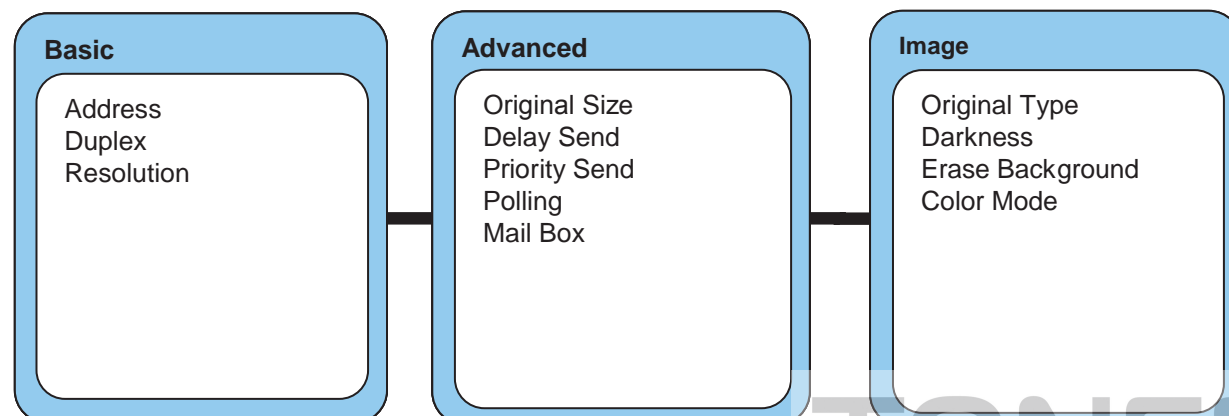 Basic
Address
Duplex
Resolution
Advanced
Original Size
Delay Send
Priority Send
Polling
Mail Box
Image
Original Type
Darkness
Erase Background
Color Mode